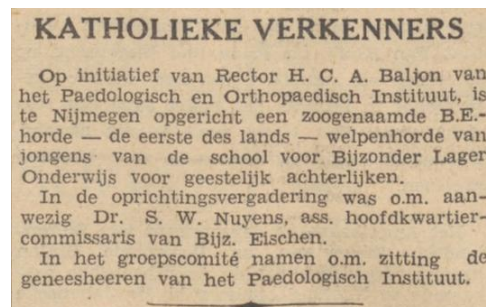 KATHOLIEKE VERKENNERS
Op initiatief van Rector H. C. A. Baljon van
het Paedologisch en Orthopaedisch Instituut, is
te Nijmegen opgericht een zoogenaamde B.E.-
horde — de eerste des lands — welpenhorde van
jongens van de school voor Bijzonder Lager
Onderwijs voor geestelijk achterlijken.
In de oprichtingsvergadering was o.m. aan-
wezig Dr. S. W. Nuyens, ass. hoofdkwartier-
commissaris van Bijz. Eischen.
In het groepscomité namen o.m. zitting de
geneesheeren van het Paedologisch Instituut.